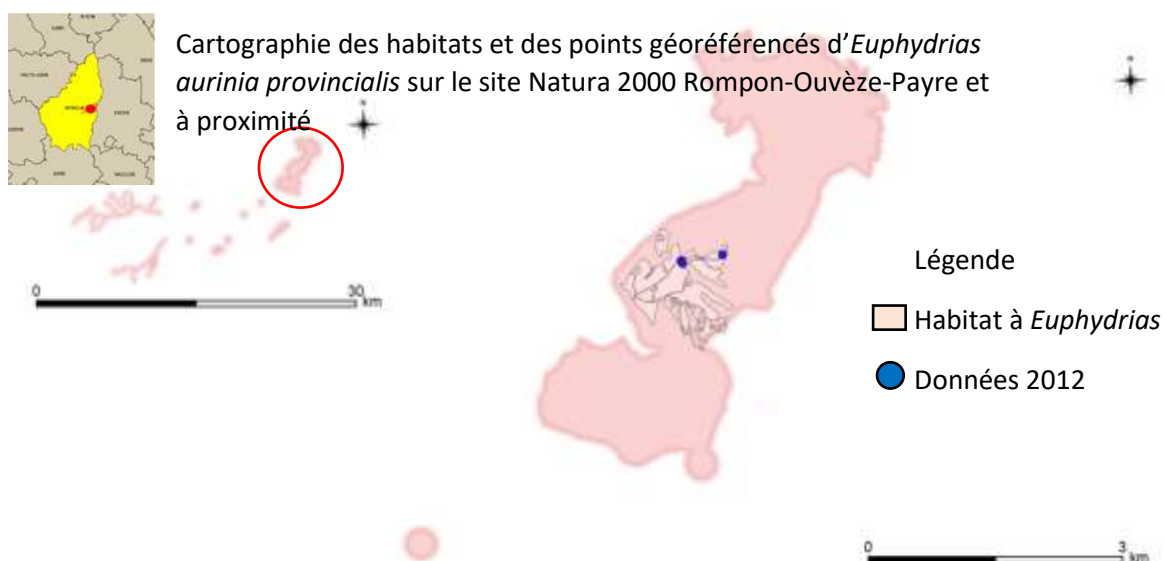 Cartographie des habitats et des points géoréférencés d’Euphydrias
aurinia provincialis sur le site Natura 2000 Rompon-Ouvèze-Payre et
à proximité
0 30 km
Légende
Habitat à Euphydrias
Données 2012
0 3 km